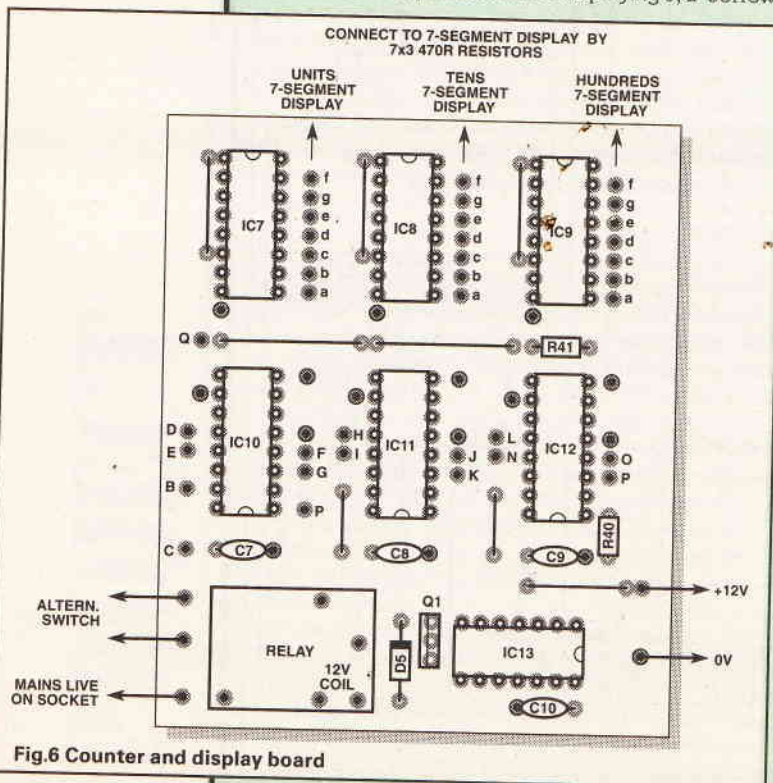 CONNECT TO 7-SEGMENT DISPLAY BY
7x3 470R RESISTORS
UNITS
7-SEGMENT
DISPLAY
TENS
7-SEGMENT
DISPLAY
HUNDREDS
7-SEGMENT
DISPLAY
IC7
f
g
e
d
c
b
a
IC8
f
g
e
d
c
b
a
IC9
f
g
e
d
c
b
a
Q
R41
D
E
B
C
IC10
F
G
P
C7
H
I
IC11
J
K
C8
L
N
IC12
O
P
C9
R40
+12V
ALTERN.
SWITCH
MAINS LIVE
ON SOCKET
RELAY
12V
COIL
D5
Q1
IC13
0V
C10
Fig.6 Counter and display board